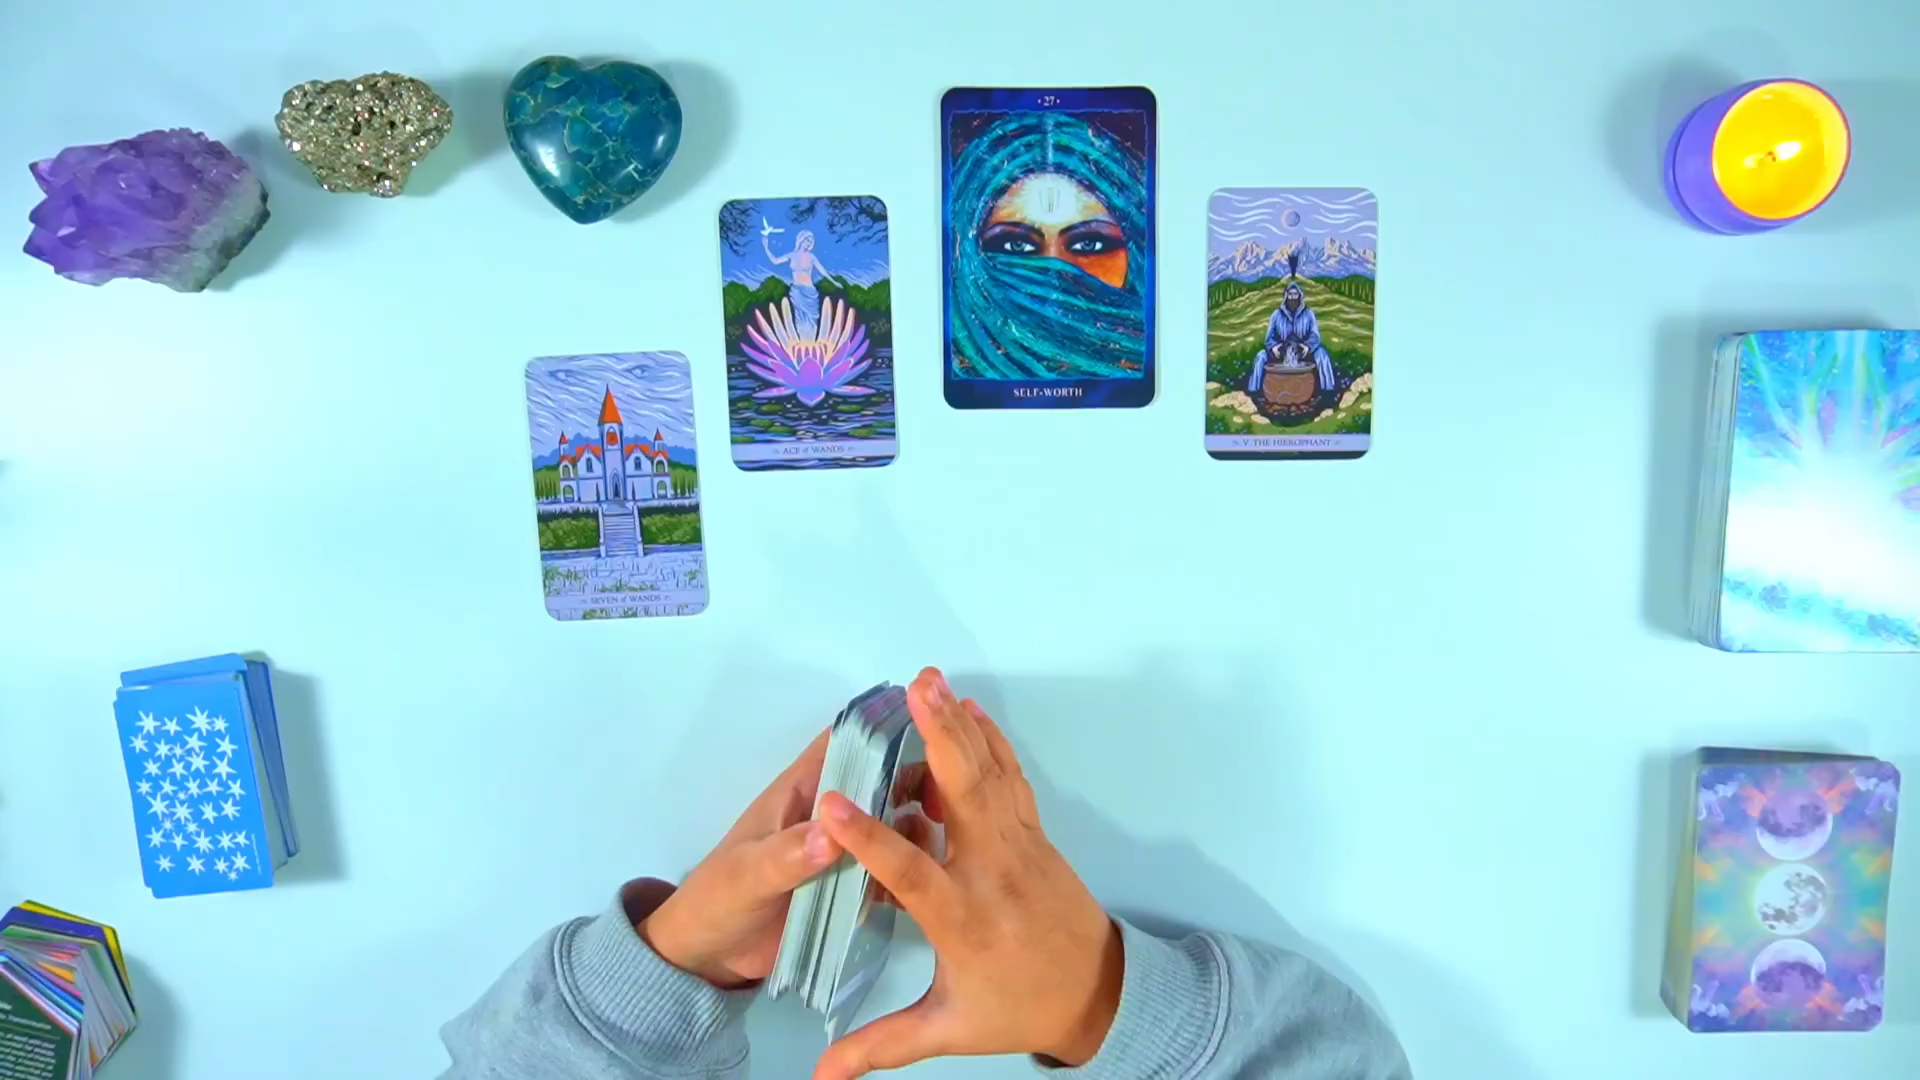 · 27 ·
SELF-WORTH
ACE of WANDS
V. THE HIEROPHANT
SEVEN of WANDS